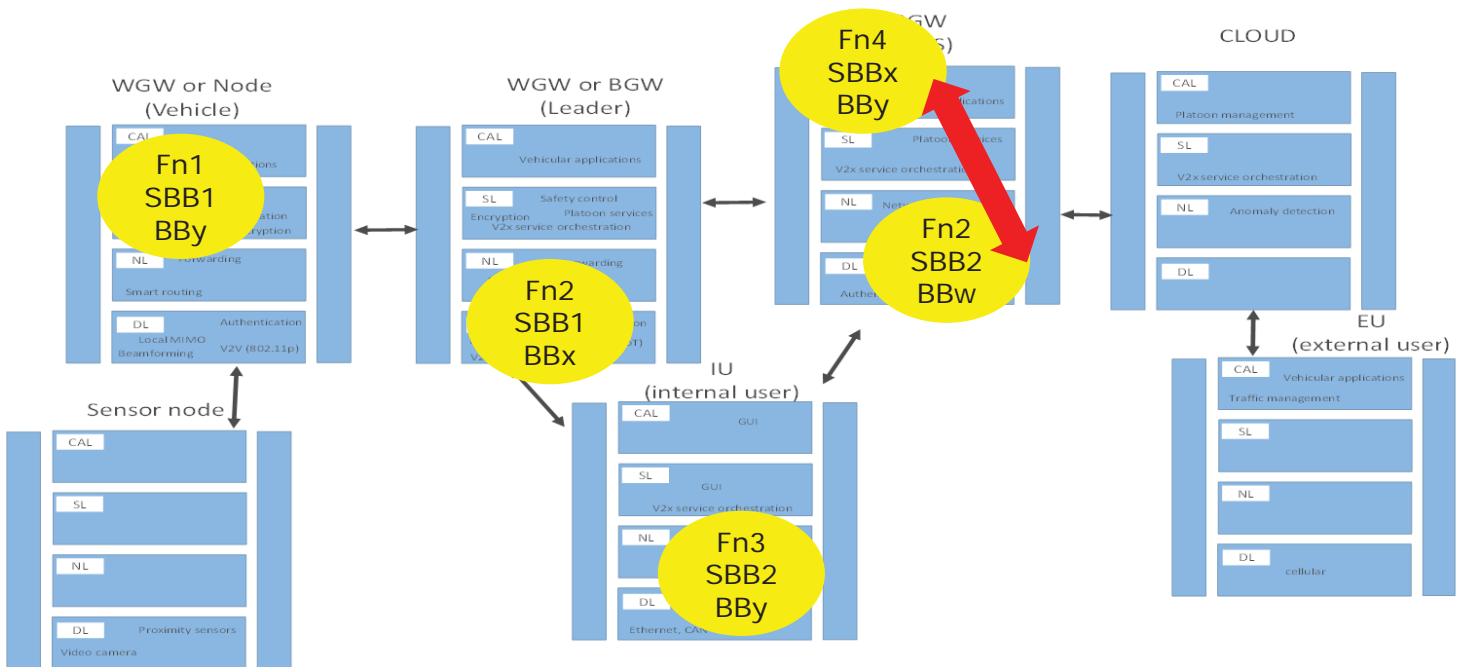 WGW or Node
(Vehicle)
CAL
Fn1
SBB1
BBy
NL
Smart routing
DL
Authentication
Local MIMO
Beamforming
V2V (802.11p)
Sensor node
CAL
SL
NL
DL
Proximity sensors
Video camera
WGW or BGW
(Leader)
CAL
Vehicular applications
SL
Safety control
Encryption
Platoon services
V2x service orchestration
NL
Fn2
SBB1
BBx
IU
(internal user)
CAL
GUI
SL
GUI
V2x service orchestration
NL
Fn3
SBB2
BBy
DL
Ethernet, CAN
Fn4
SBBx
BBy
SL
V2x service orchestration
NL
Fn2
SBB2
BBw
DL
CLOUD
CAL
Platoon management
SL
V2x service orchestration
NL
Anomaly detection
DL
EU
(external user)
CAL
Vehicular applications
Traffic management
SL
NL
DL
cellular